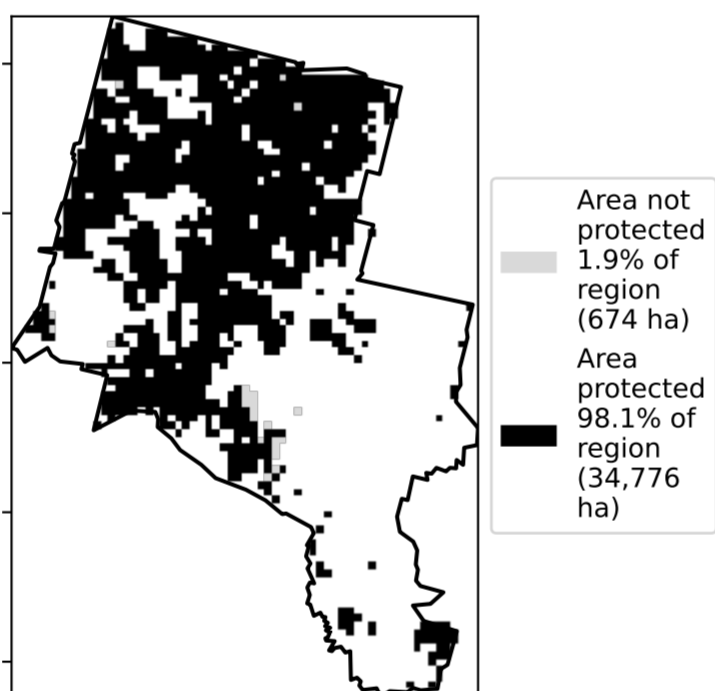 Area not
protected
1.9% of
region
(674 ha)
Area
protected
98.1% of
region
(34,776
ha)